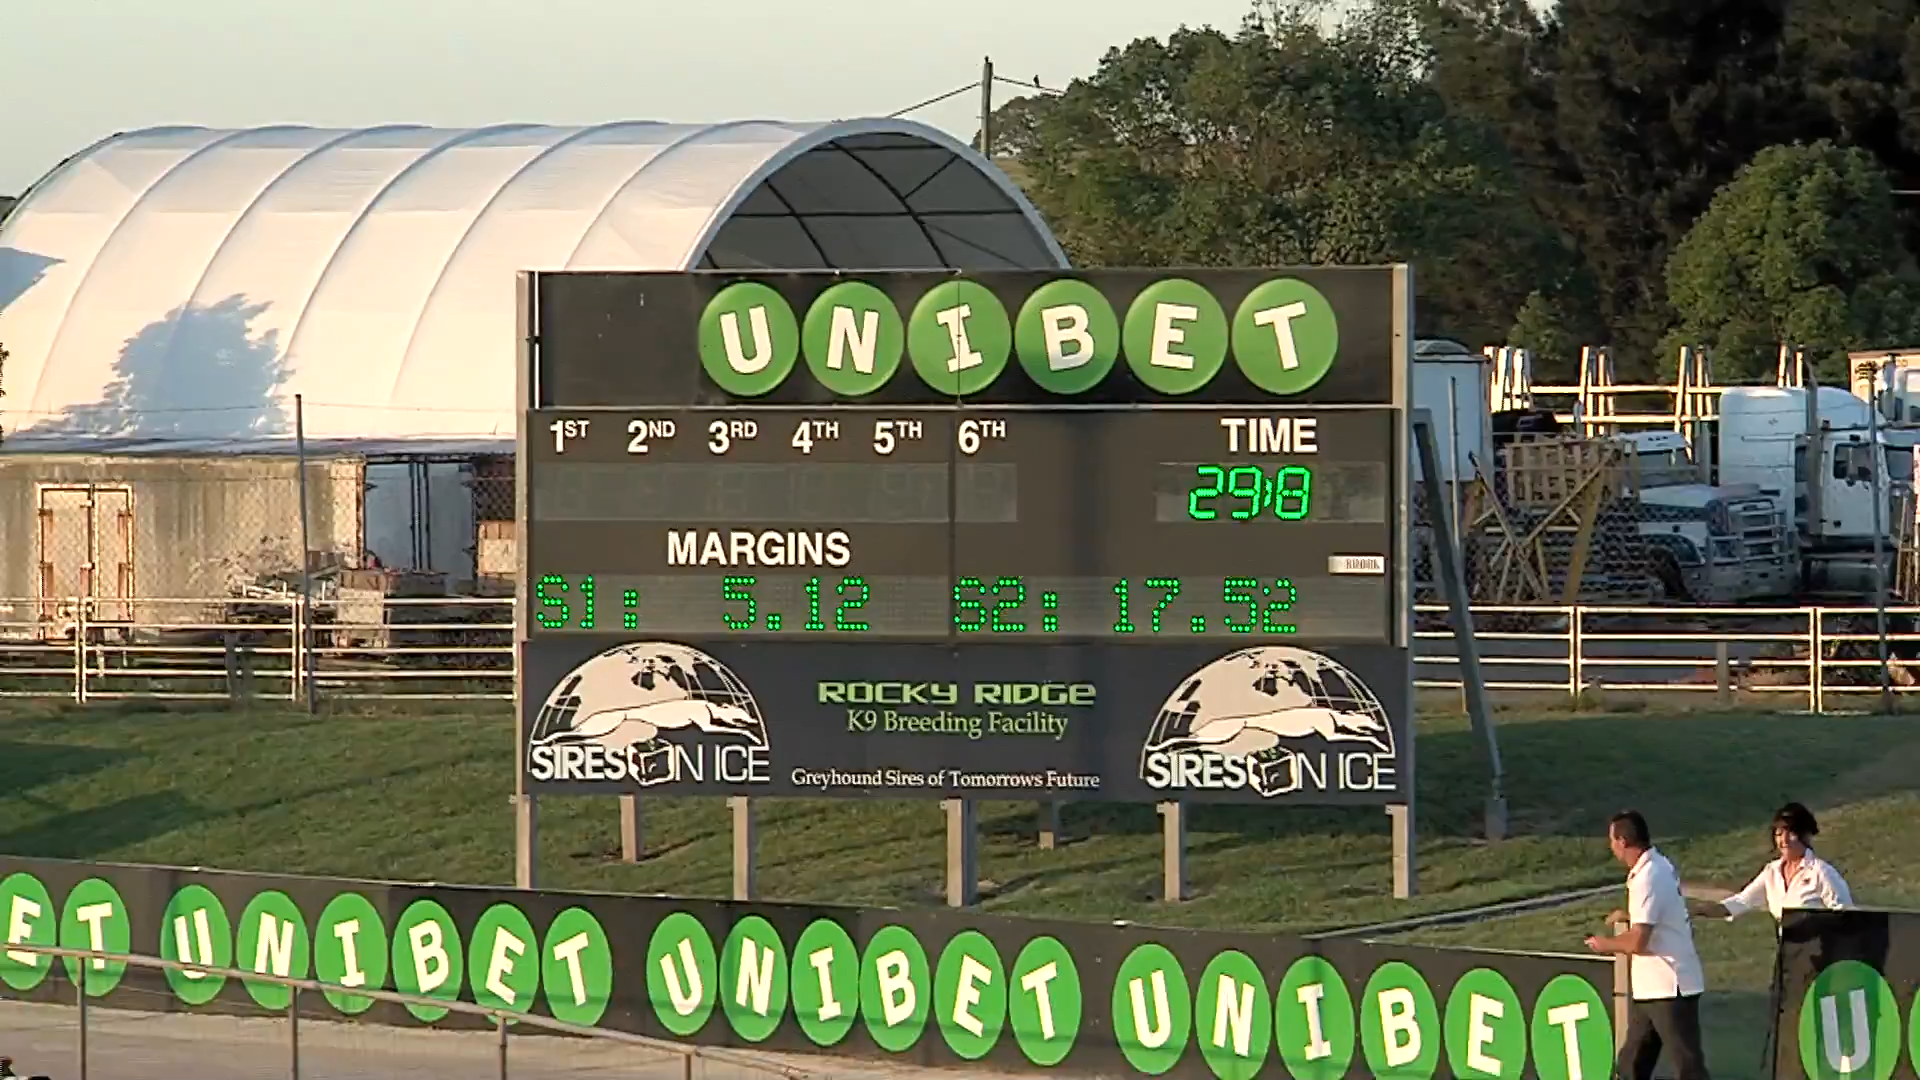 UNIBET
1ST 2ND 3RD 4TH 5TH 6TH TIME
29:8
MARGINS
S1: 5.12 S2: 17.52
ROCKY RIDGE
K9 Breeding Facility
SIRES ON ICE
Greyhound Sires of Tomorrows Future
SIRES ON ICE
ET UNIBET UNIBET UNIBET U